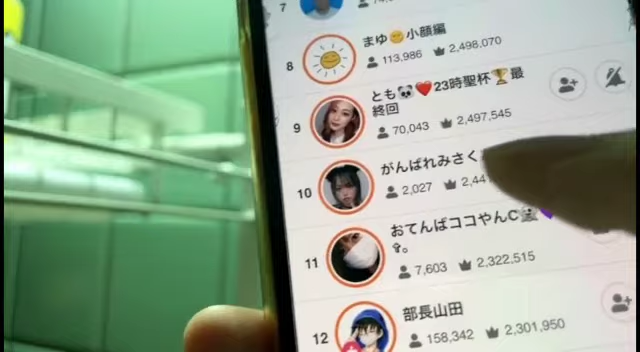 7
8
まゆ😊小顔編
113,986 2,498,070
9
とも🐼❤️23時聖杯🏆最
終回
70,043 2,497,545
10
がんばれみさく
2,027 2,44
11
おてんばココやんC
✞。
7,603 2,322,515
12
部長山田
158,342 2,301,950